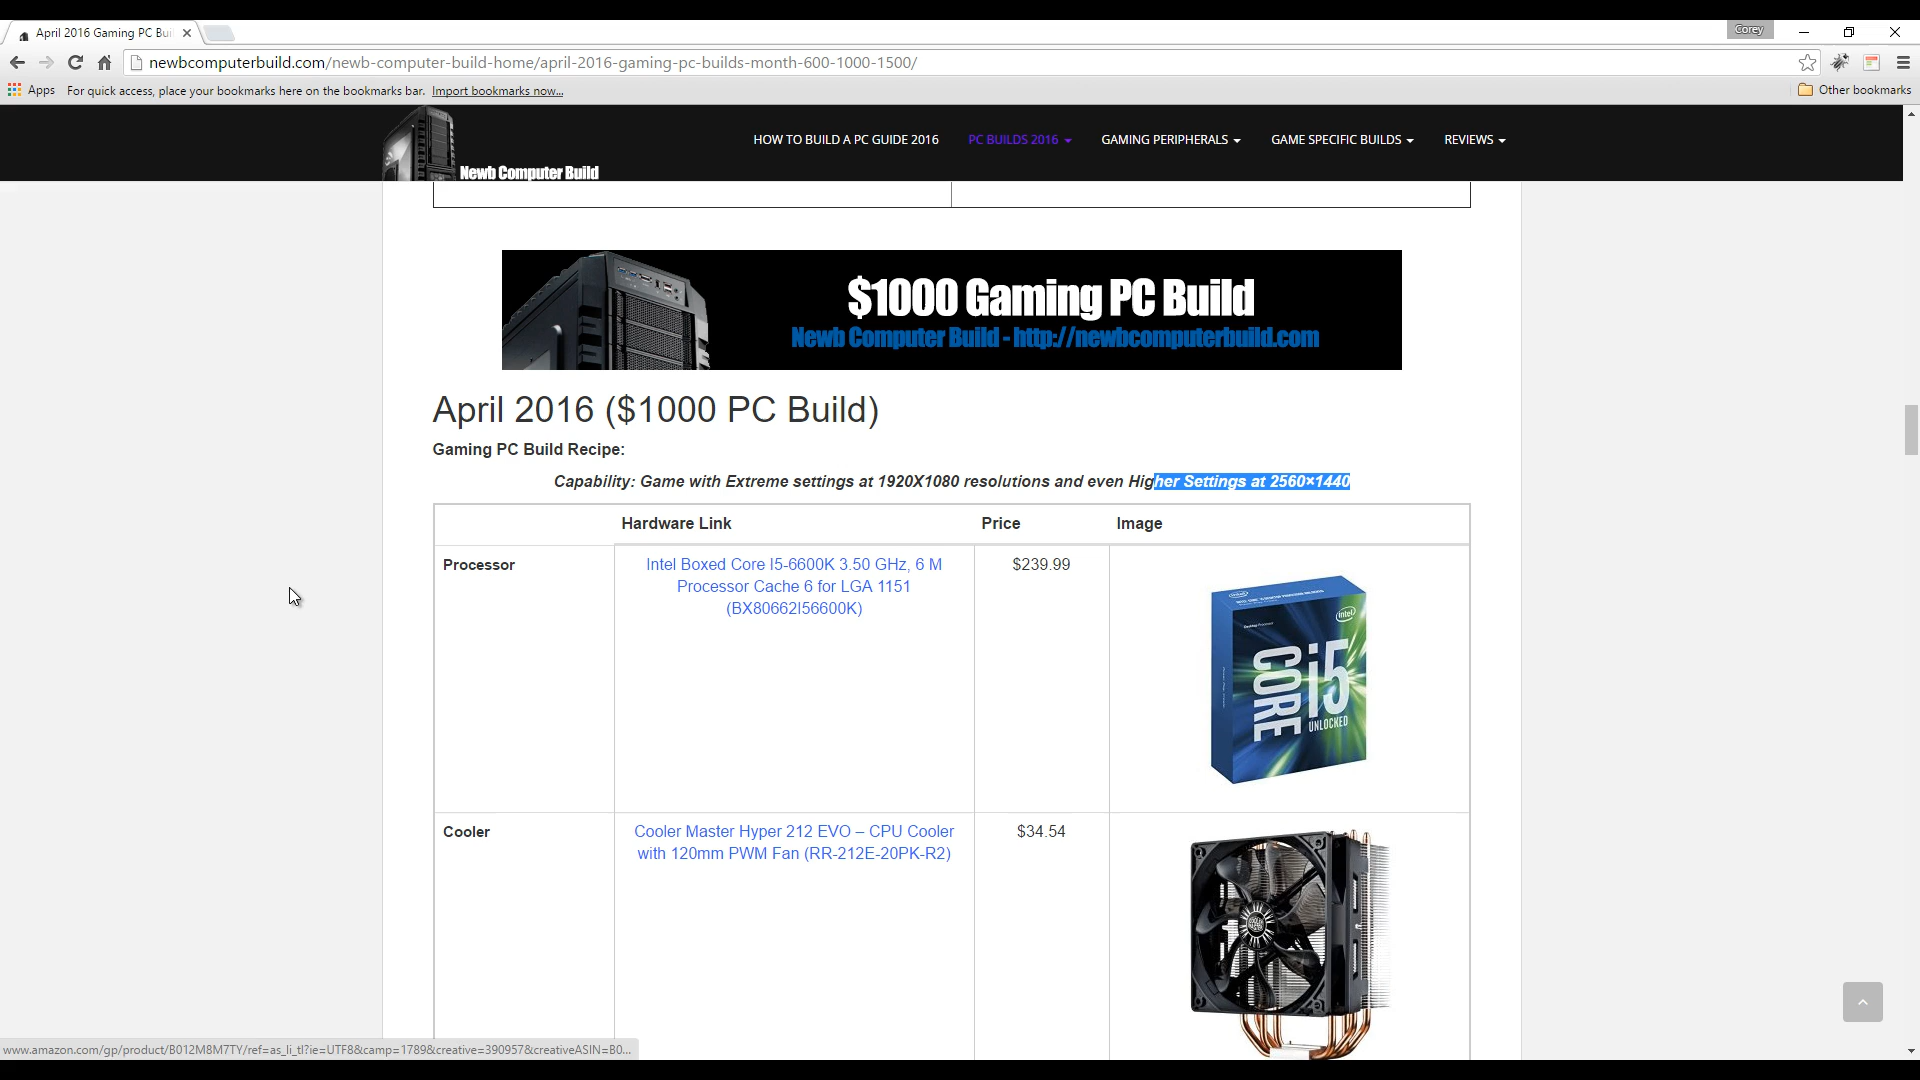 April 2016 Gaming PC Bui
Corey
newbcomputerbuild.com/newb-computer-build-home/april-2016-gaming-pc-builds-month-600-1000-1500/
Apps For quick access, place your bookmarks here on the bookmarks bar. Import bookmarks now... Other bookmarks
Newb Computer Build
HOW TO BUILD A PC GUIDE 2016 PC BUILDS 2016 GAMING PERIPHERALS GAME SPECIFIC BUILDS REVIEWS
$1000 Gaming PC Build
Newb Computer Build - http://newbcomputerbuild.com
April 2016 ($1000 PC Build)
Gaming PC Build Recipe:
Capability: Game with Extreme settings at 1920X1080 resolutions and even Higher Settings at 2560×1440
Hardware Link Price Image
Processor
Intel Boxed Core I5-6600K 3.50 GHz, 6 M
Processor Cache 6 for LGA 1151
(BX80662I56600K)
$239.99
intel
CORE i5
UNLOCKED
Cooler
Cooler Master Hyper 212 EVO – CPU Cooler
with 120mm PWM Fan (RR-212E-20PK-R2)
$34.54
www.amazon.com/gp/product/B012M8M7TY/ref=as_li_tl?ie=UTF8&camp=1789&creative=390957&creativeASIN=B0...